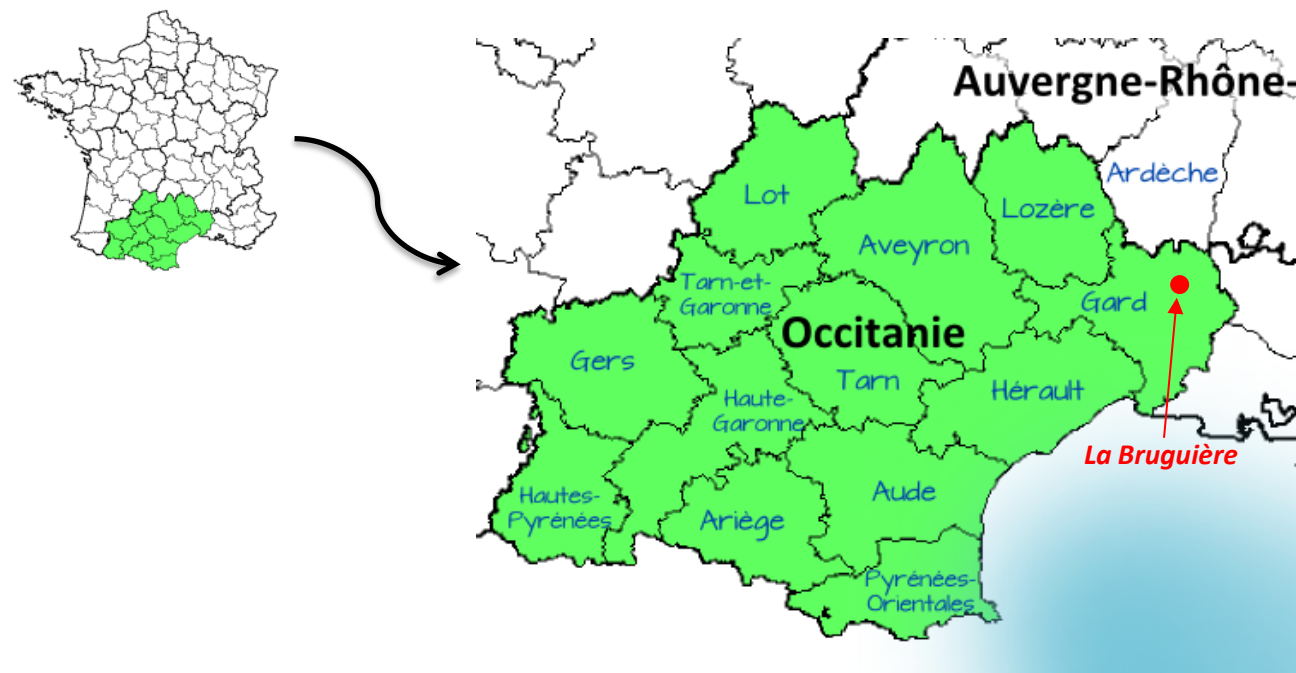 Auvergne-Rhône-
Ardèche
Lot
Lozère
Aveyron
Tarn-et-
Garonne
Gard
Occitanie
Gers
Tarn
Hérault
Haute-
Garonne
La Bruguière
Hautes-
Pyrénées
Ariège
Aude
Pyrénées-
Orientales